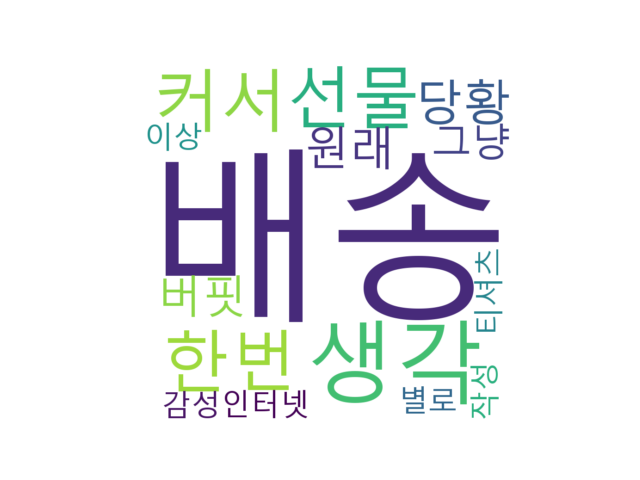 커서 선물 당황
이상 원래 그냥
배송
버핏 티셔츠
한번 생각 작성
감성인터넷 별로